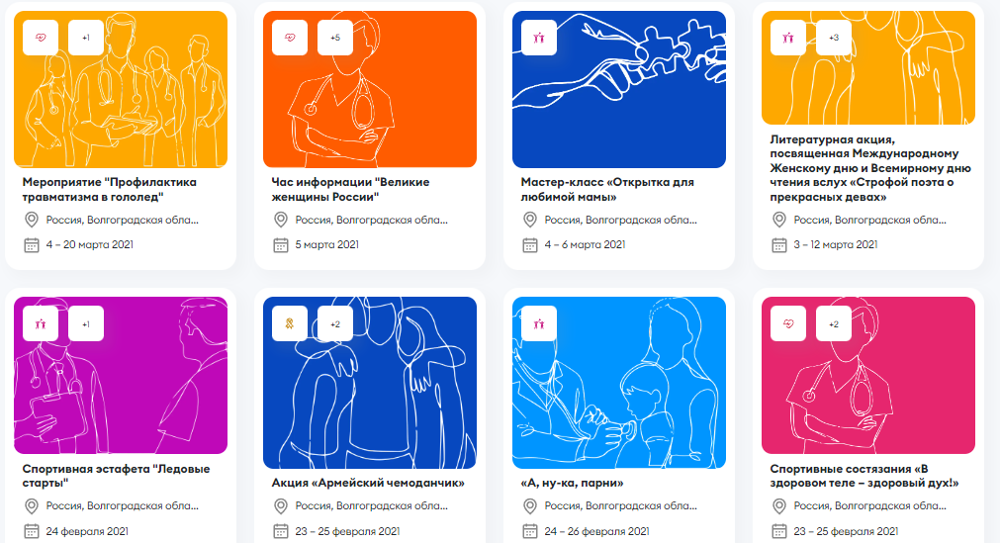 +1
Мероприятие "Профилактика
травматизма в гололед"
Россия, Волгоградская обла...
4 – 20 марта 2021
+5
Час информации "Великие
женщины России"
Россия, Волгоградская обла...
5 марта 2021
Мастер-класс «Открытка для
любимой мамы»
Россия, Волгоградская обла...
4 – 6 марта 2021
+3
Литературная акция,
посвященная Международному
Женскому дню и Всемирному дню
чтения вслух «Строфой поэта о
прекрасных девах»
Россия, Волгоградская обла...
3 – 12 марта 2021
+1
Спортивная эстафета "Ледовые
старты"
Россия, Волгоградская обла...
24 февраля 2021
+2
Акция «Армейский чемоданчик»
Россия, Волгоградская обла...
23 – 25 февраля 2021
«А, ну-ка, парни»
Россия, Волгоградская обла...
24 – 26 февраля 2021
+2
Спортивные состязания «В
здоровом теле – здоровый дух!»
Россия, Волгоградская обла...
23 – 25 февраля 2021